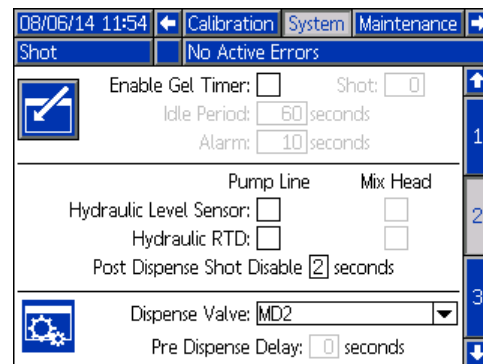 08/06/14 11:54 Calibration System Maintenance
Shot No Active Errors
Enable Gel Timer: Shot: 0
Idle Period: 60 seconds
Alarm: 10 seconds
1
Pump Line Mix Head
Hydraulic Level Sensor:
2
Hydraulic RTD:
Post Dispense Shot Disable 2 seconds
3
Dispense Valve: MD2
Pre Dispense Delay: 0 seconds